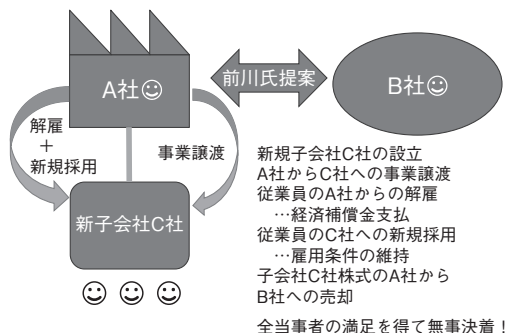 A社☺
前川氏提案
B社☺
解雇
＋
新規採用
事業譲渡
新子会社C社
新規子会社C社の設立
A社からC社への事業譲渡
従業員のA社からの解雇
…経済補償金支払
従業員のC社への新規採用
…雇用条件の維持
子会社C社株式のA社から
B社への売却
全当事者の満足を得て無事決着！